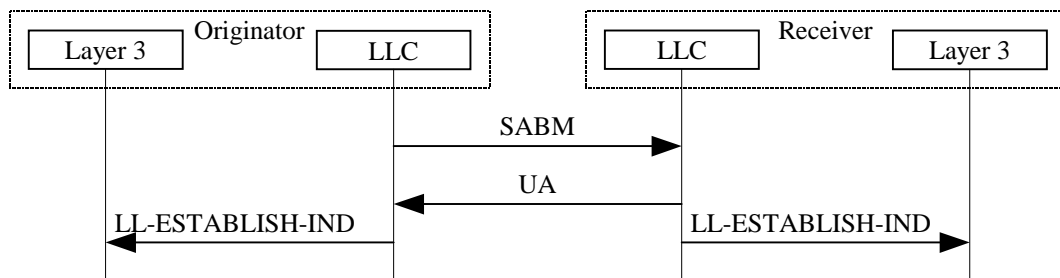 Originator
Receiver
Layer 3
LLC
LLC
Layer 3
SABM
UA
LL-ESTABLISH-IND
LL-ESTABLISH-IND